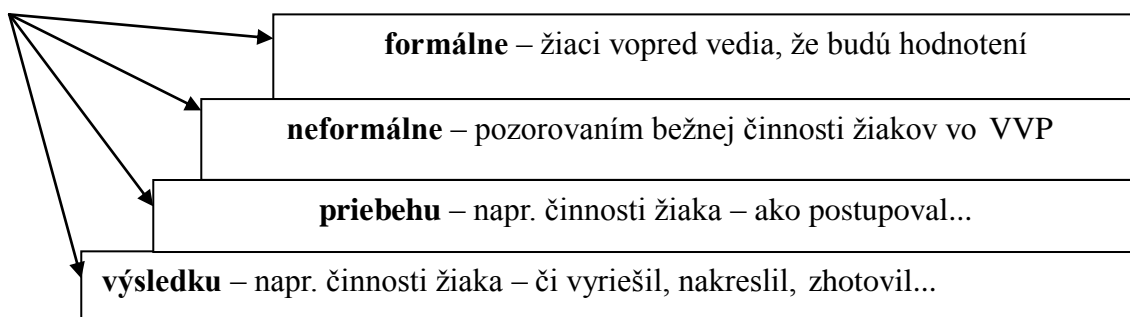 formálne – žiaci vopred vedia, že budú hodnotení
neformálne – pozorovaním bežnej činnosti žiakov vo VVP
priebehu – napr. činnosti žiaka – ako postupoval...
výsledku – napr. činnosti žiaka – či vyriešil, nakreslil, zhotovil...